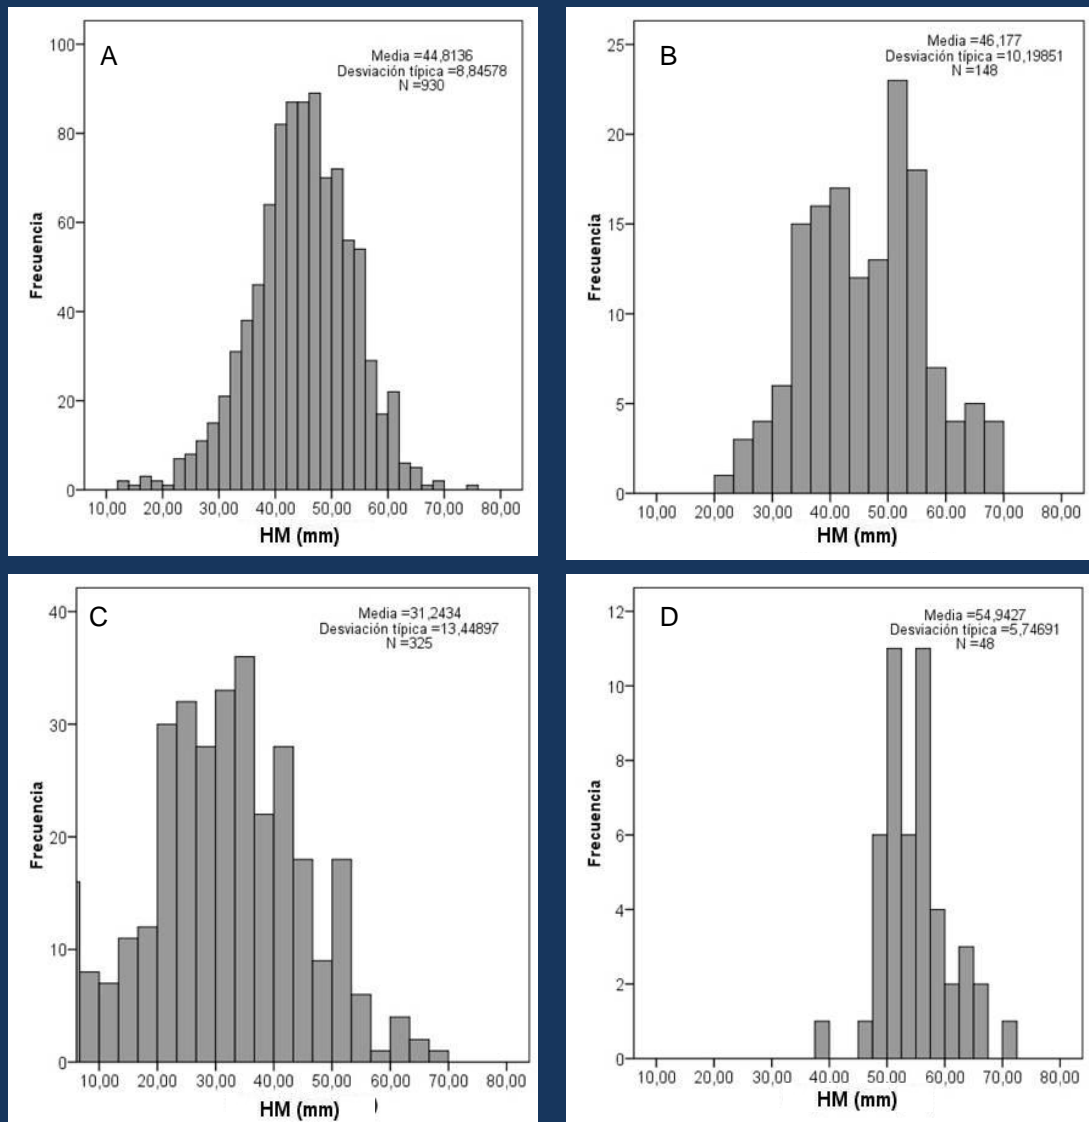 A
Media =44,8136
Desviación típica =8,84578
N =930
Frecuencia
100
80
60
40
20
0
10,00 20,00 30,00 40,00 50,00 60,00 70,00 80,00
HM (mm)
B
Media =46,177
Desviación típica =10,19851
N =148
Frecuencia
25
20
15
10
5
0
10,00 20,00 30,00 40,00 50,00 60.00 70,00 80,00
HM (mm)
C
Media =31,2434
Desviación típica =13,44897
N =325
Frecuencia
40
30
20
10
0
10,00 20,00 30,00 40,00 50,00 60,00 70,00 80,00
HM (mm)
D
Media =54,9427
Desviación típica =5,74691
N =48
Frecuencia
12
10
8
6
4
2
0
10,00 20,00 30,00 40,00 50,00 60,00 70,00 80,00
HM (mm)